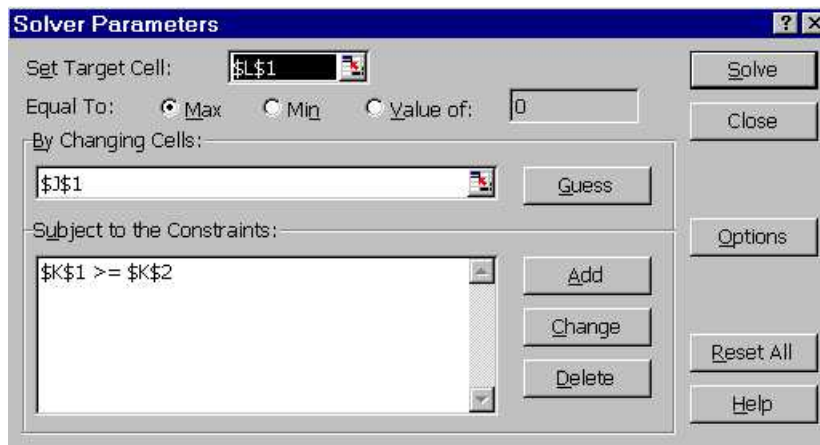 Solver Parameters
Set Target Cell: $L$1
Solve
Equal To: Max Min Value of: 0
Close
By Changing Cells:
$J$1
Guess
Subject to the Constraints:
Options
$K$1 >= $K$2
Add
Change
Reset All
Delete
Help